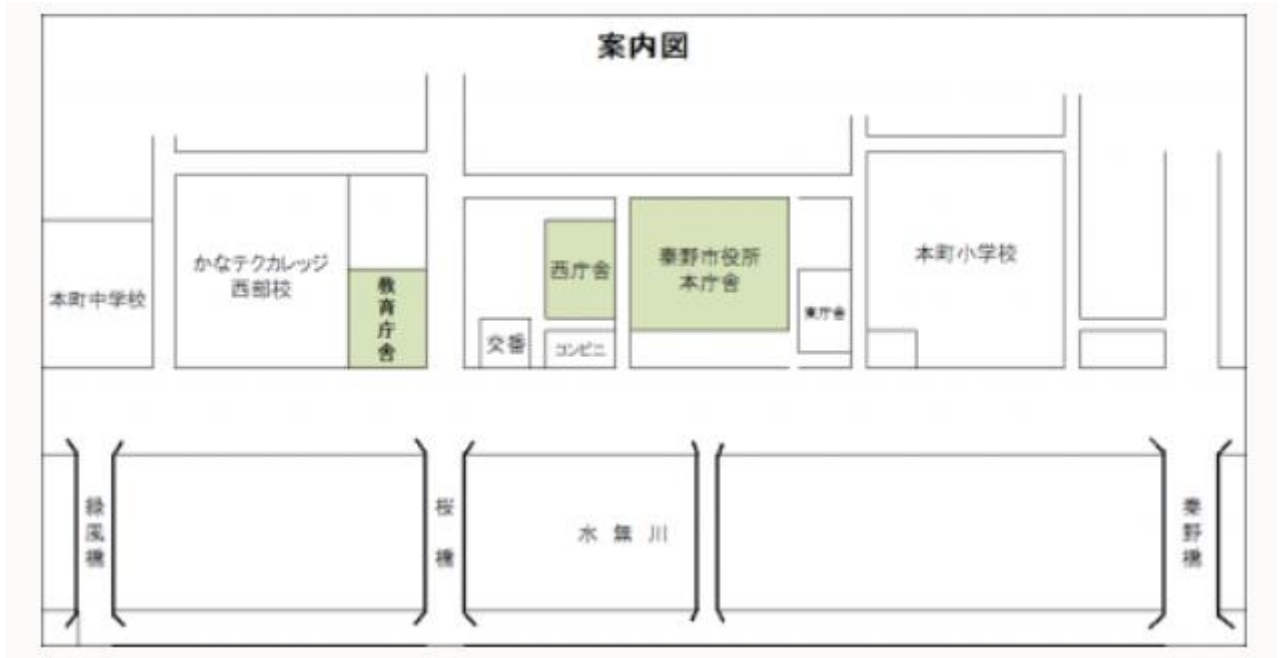 案内図
本町中学校
かなテクカレッジ
西部校
教育庁舎
交番
西庁舎
コンビニ
秦野市役所
本庁舎
東庁舎
本町小学校
緑風橋
桜橋
水無川
秦野橋